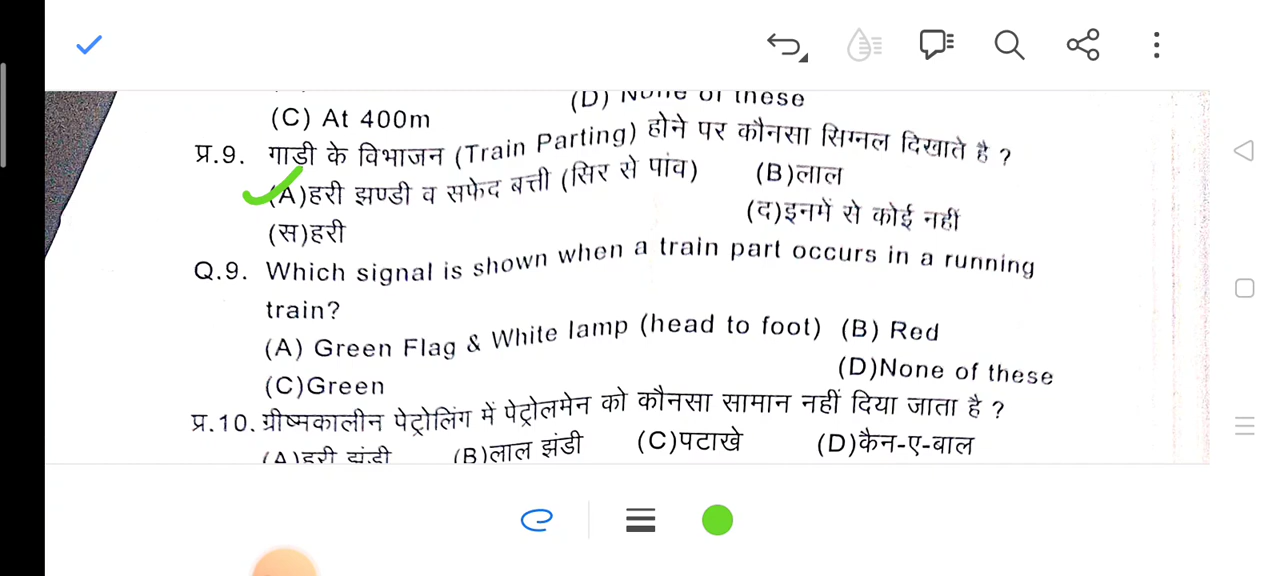 (C) At 400m (D) None of these
प्र.9. गाडी के विभाजन (Train Parting) होने पर कौनसा सिग्नल दिखाते है ?
(A)हरी झण्डी व सफेद बत्ती (सिर से पांव) (B)लाल
(स)हरी (द)इनमें से कोई नहीं
Q.9. Which signal is shown when a train part occurs in a running
train?
(A) Green Flag & White lamp (head to foot) (B) Red
(C)Green (D)None of these
प्र.10. ग्रीष्मकालीन पेट्रोलिंग में पेट्रोलमेन को कौनसा सामान नहीं दिया जाता है ?
(A)हरी झंडी (B)लाल झंडी (C)पटाखे (D)कैन-ए-बाल